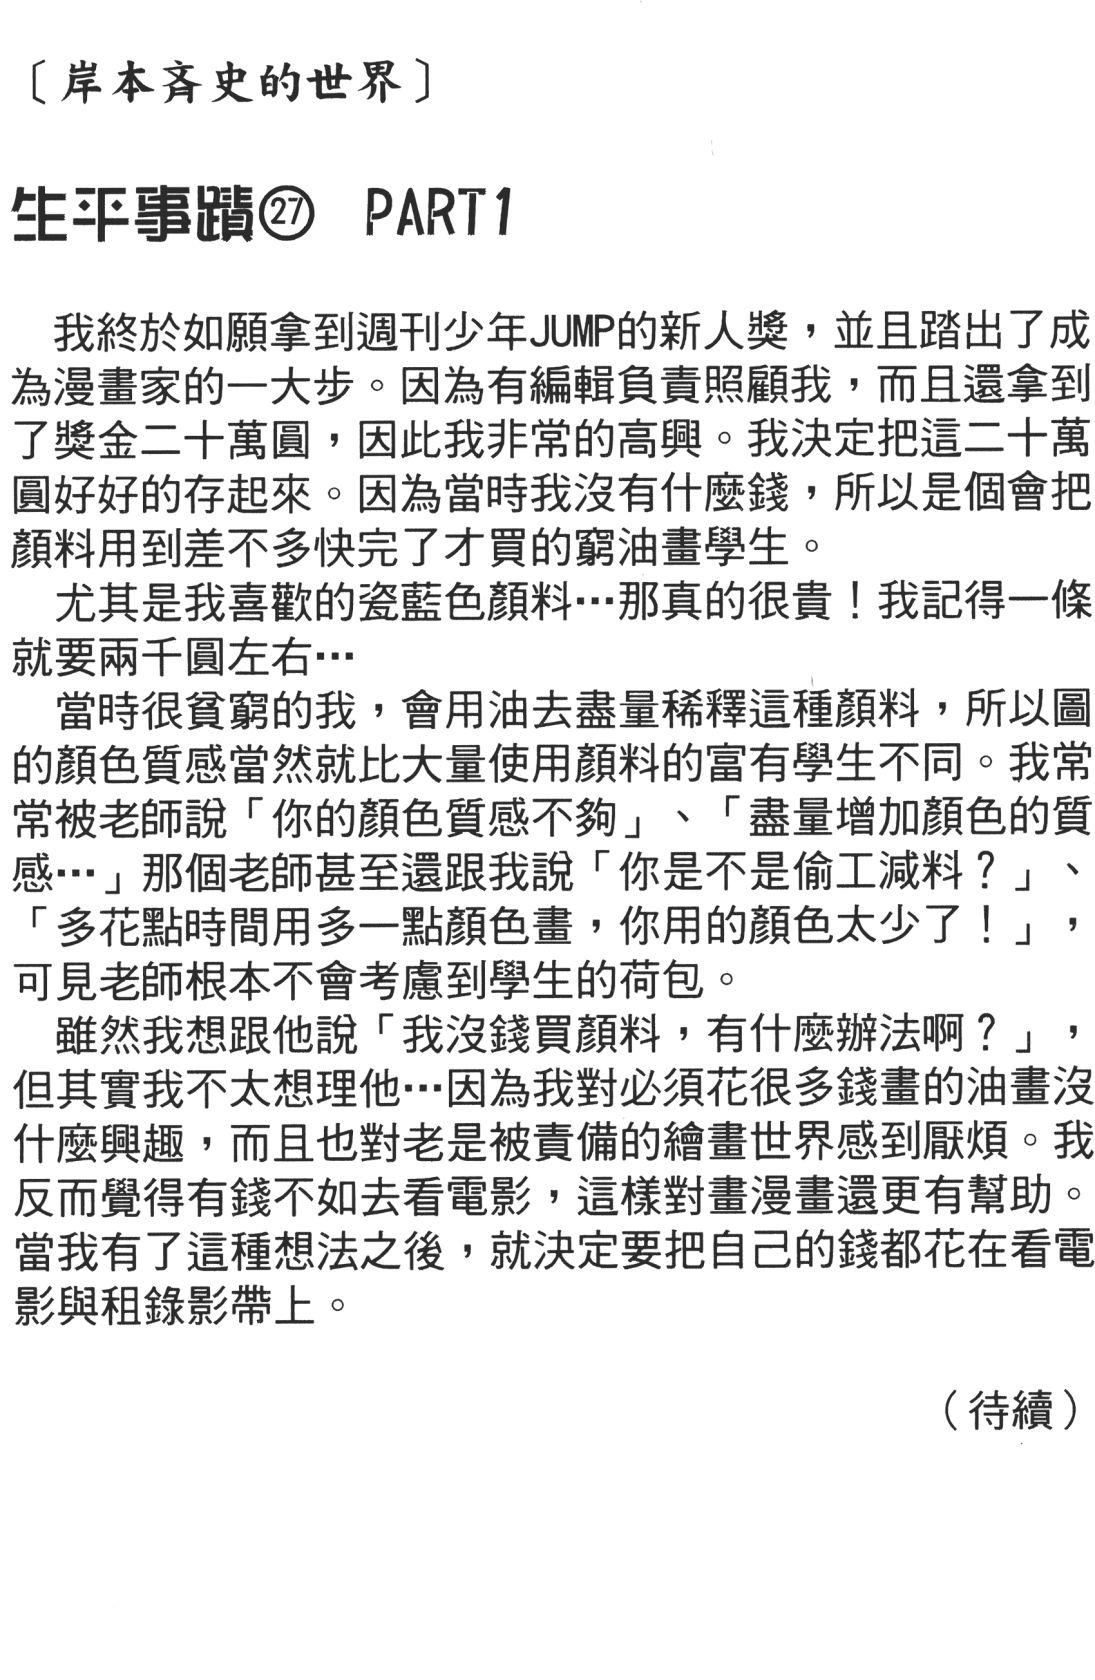 〔岸本斉史的世界〕
生平事蹟㉗　PART1
我終於如願拿到週刊少年JUMP的新人獎，並且踏出了成
為漫畫家的一大步。因為有編輯負責照顧我，而且還拿到
了獎金二十萬圓，因此我非常的高興。我決定把這二十萬
圓好好的存起來。因為當時我沒有什麼錢，所以是個會把
顏料用到差不多快完了才買的窮油畫學生。
尤其是我喜歡的瓷藍色顏料…那真的很貴！我記得一條
就要兩千圓左右…
當時很貧窮的我，會用油去盡量稀釋這種顏料，所以圖
的顏色質感當然就比大量使用顏料的富有學生不同。我常
常被老師說「你的顏色質感不夠」、「盡量增加顏色的質
感…」那個老師甚至還跟我說「你是不是偷工減料？」、
「多花點時間用多一點顏色畫，你用的顏色太少了！」，
可見老師根本不會考慮到學生的荷包。
雖然我想跟他說「我沒錢買顏料，有什麼辦法啊？」，
但其實我不太想理他…因為我對必須花很多錢畫的油畫沒
什麼興趣，而且也對老是被責備的繪畫世界感到厭煩。我
反而覺得有錢不如去看電影，這樣對畫漫畫還更有幫助。
當我有了這種想法之後，就決定要把自己的錢都花在看電
影與租錄影帶上。
（待續）